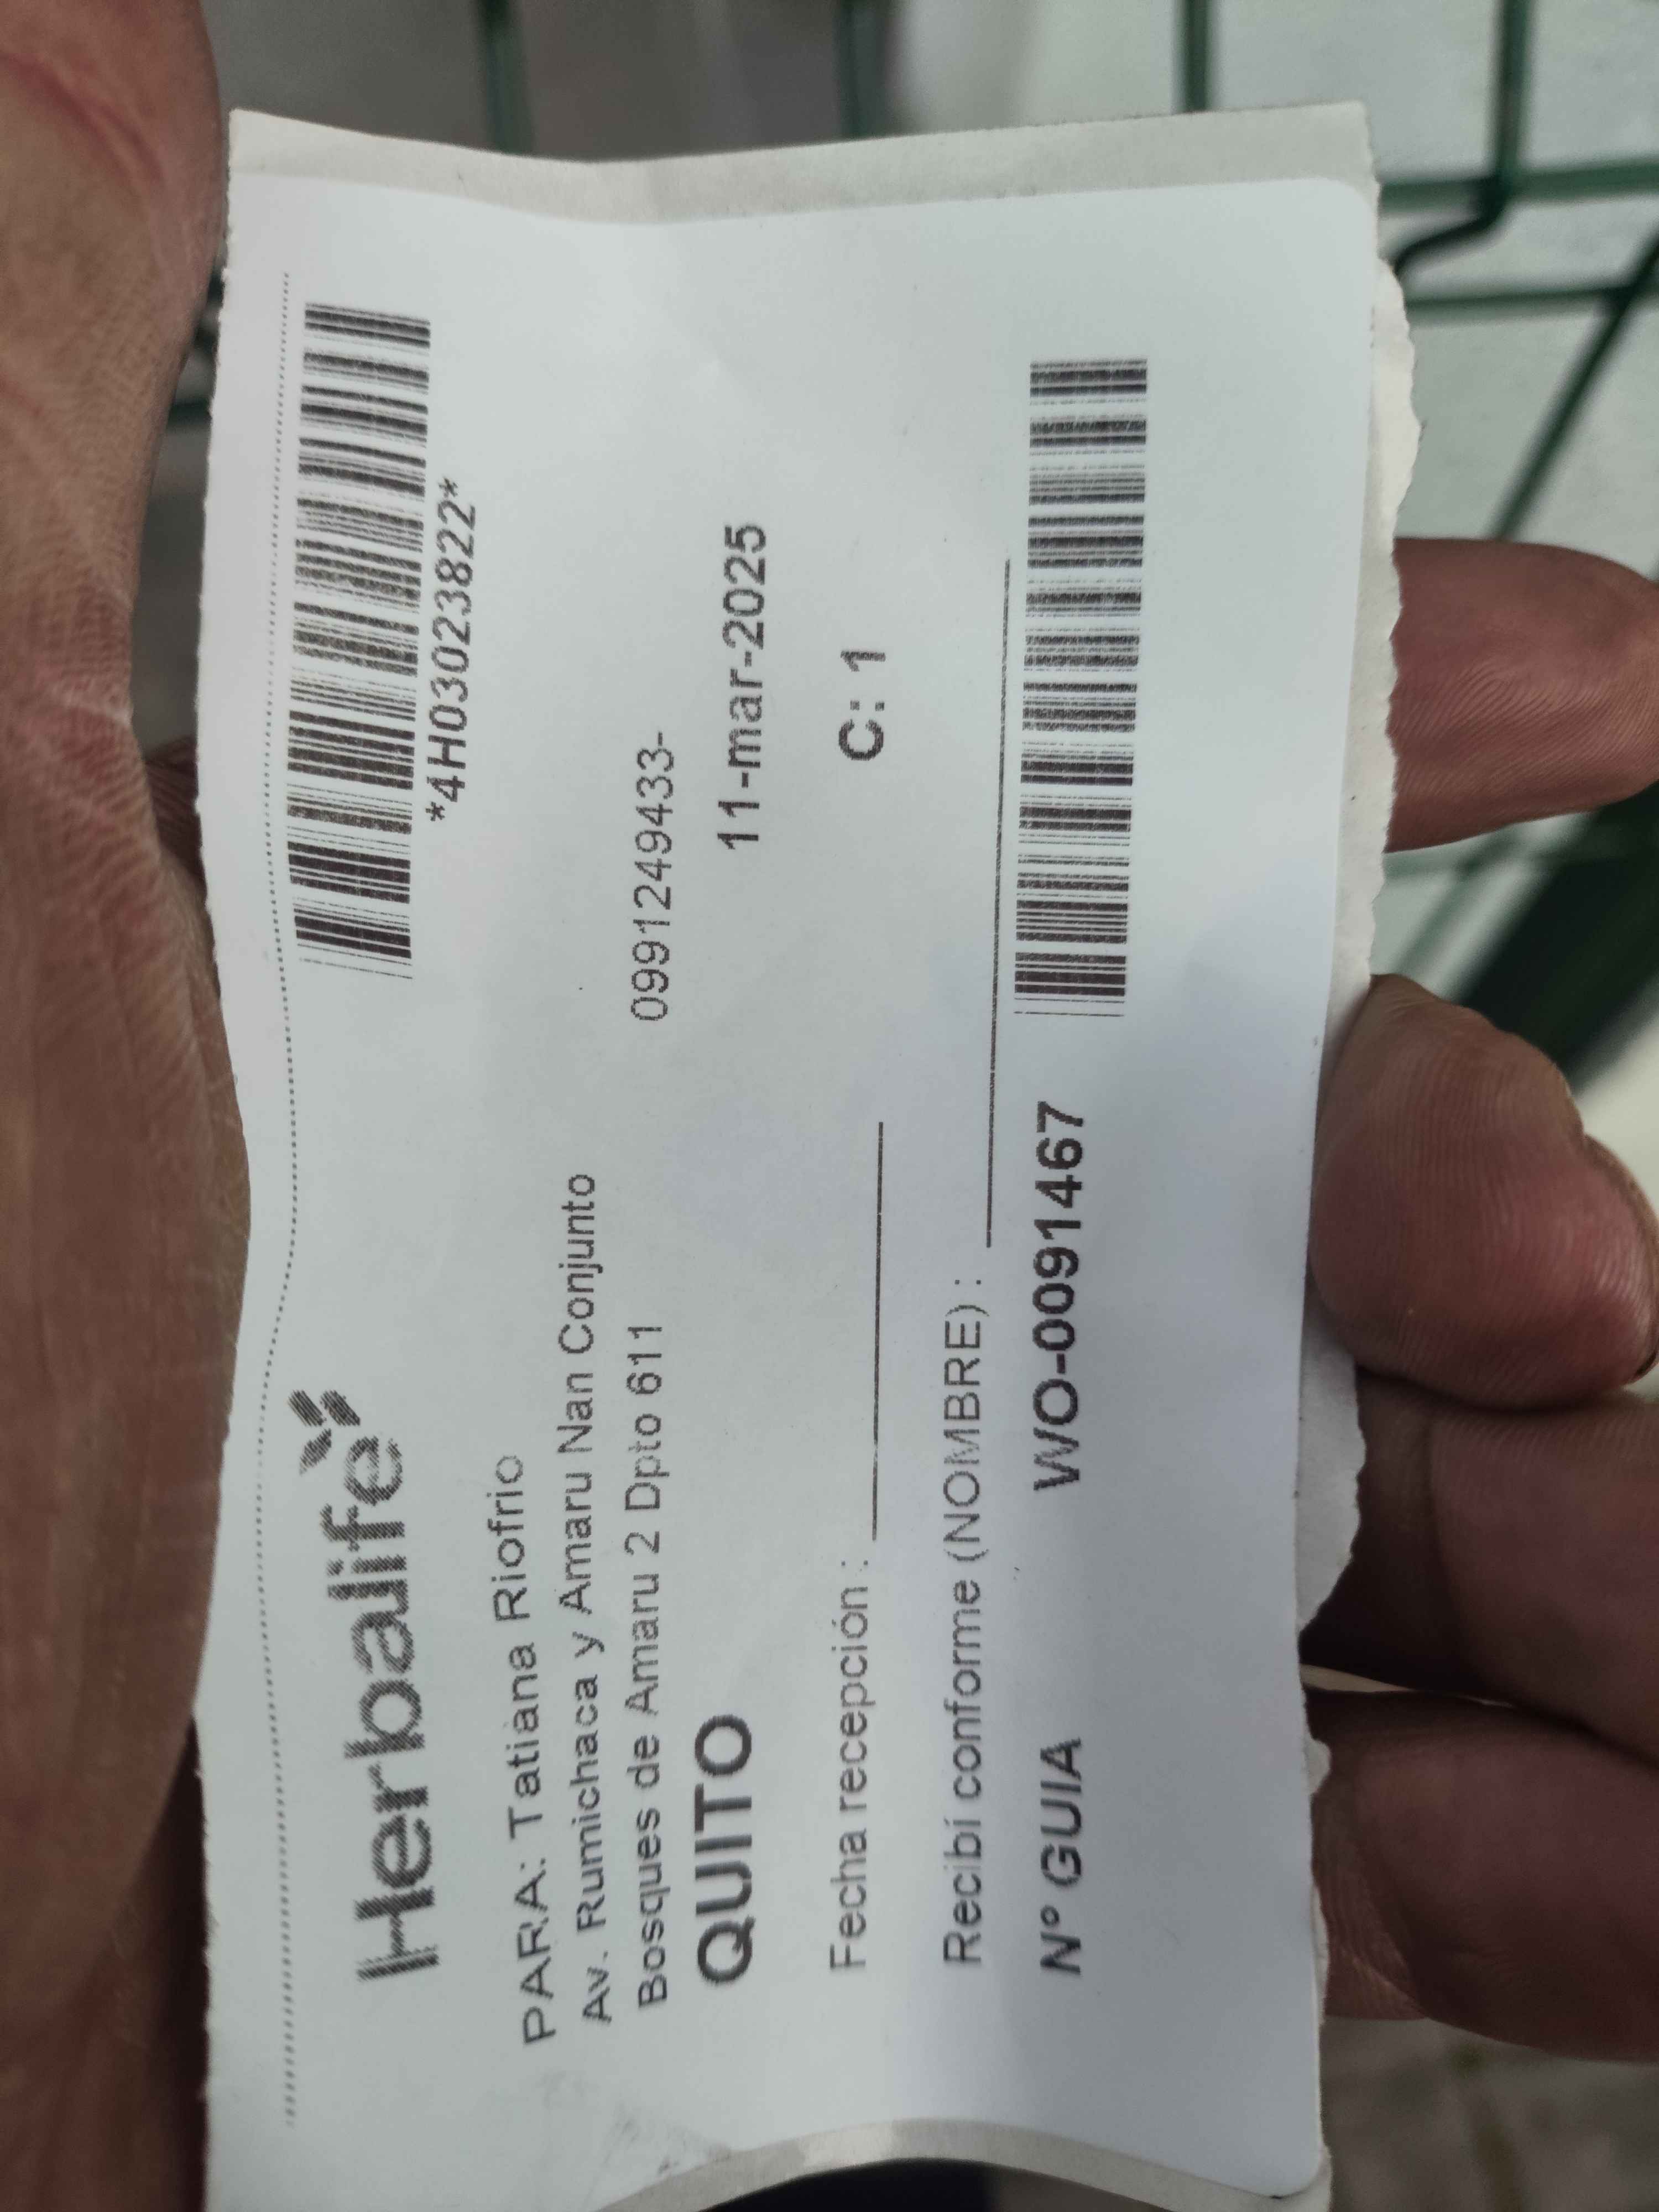 Herbalife
*4H03023822*
PARA: Tatiana Riofrio
Av. Rumichaca y Amaru Nan Conjunto
Bosques de Amaru 2 Dpto 611
0991249433-
QUITO
11-mar-2025
Fecha recepción :
C: 1
Recibí conforme (NOMBRE) :
Nº GUIA WO-0091467